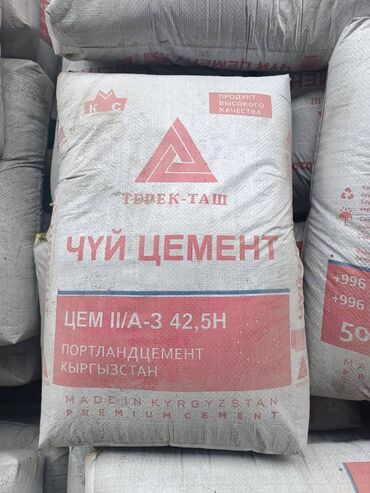 КС
ПРОДУКТ
ВЫСОКОГО
КАЧЕСТВА
ТЕРЕК-ТАШ
ЧҮЙ ЦЕМЕНТ
ЦЕМ II/А-З 42,5Н
ПОРТЛАНДЦЕМЕНТ
КЫРГЫЗСТАН
MADE IN KYRGYZSTAN
PREMIUM CEMENT
+996
+996
50